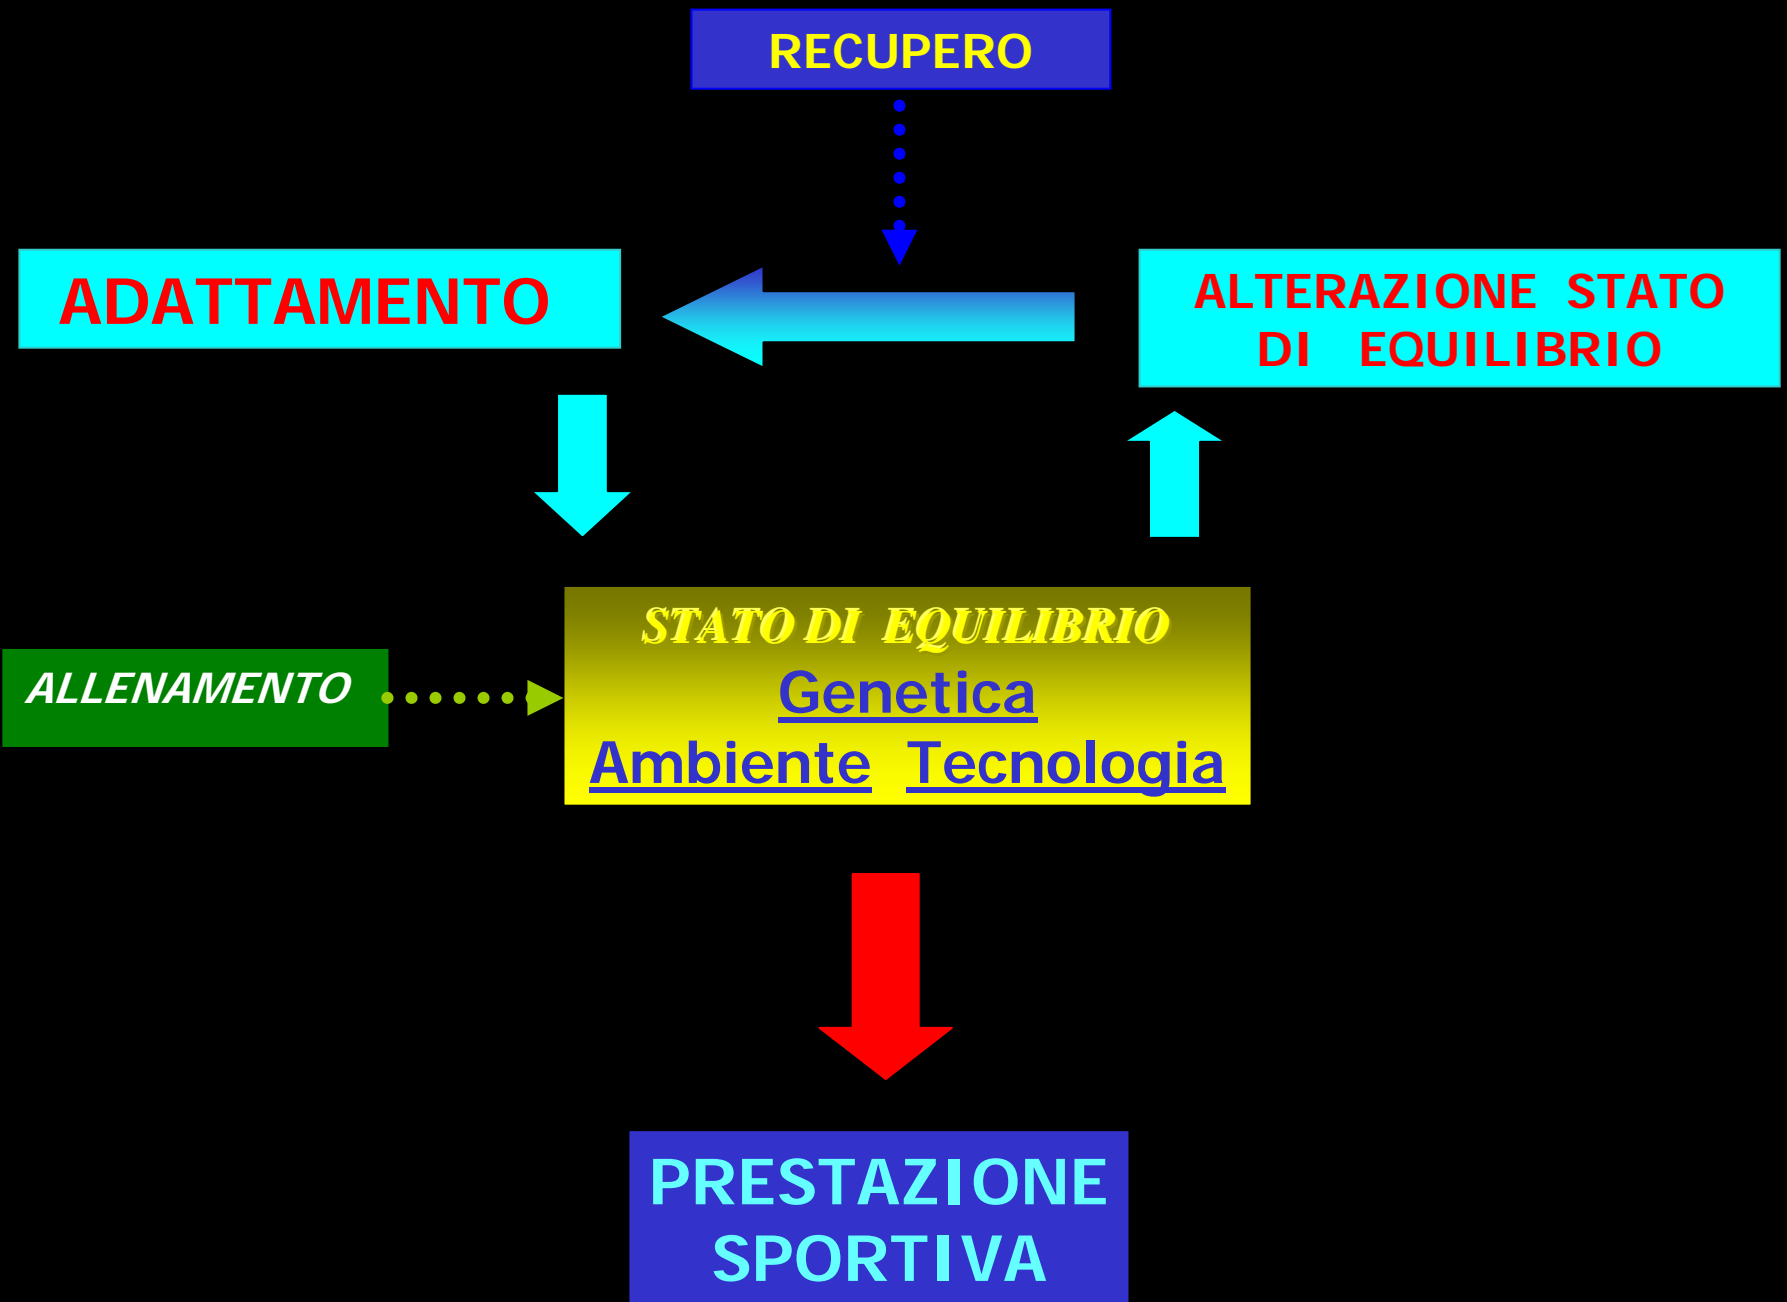 RECUPERO
ADATTAMENTO
ALTERAZIONE STATO
DI EQUILIBRIO
STATO DI EQUILIBRIO
Genetica
Ambiente Tecnologia
ALLENAMENTO
PRESTAZIONE
SPORTIVA